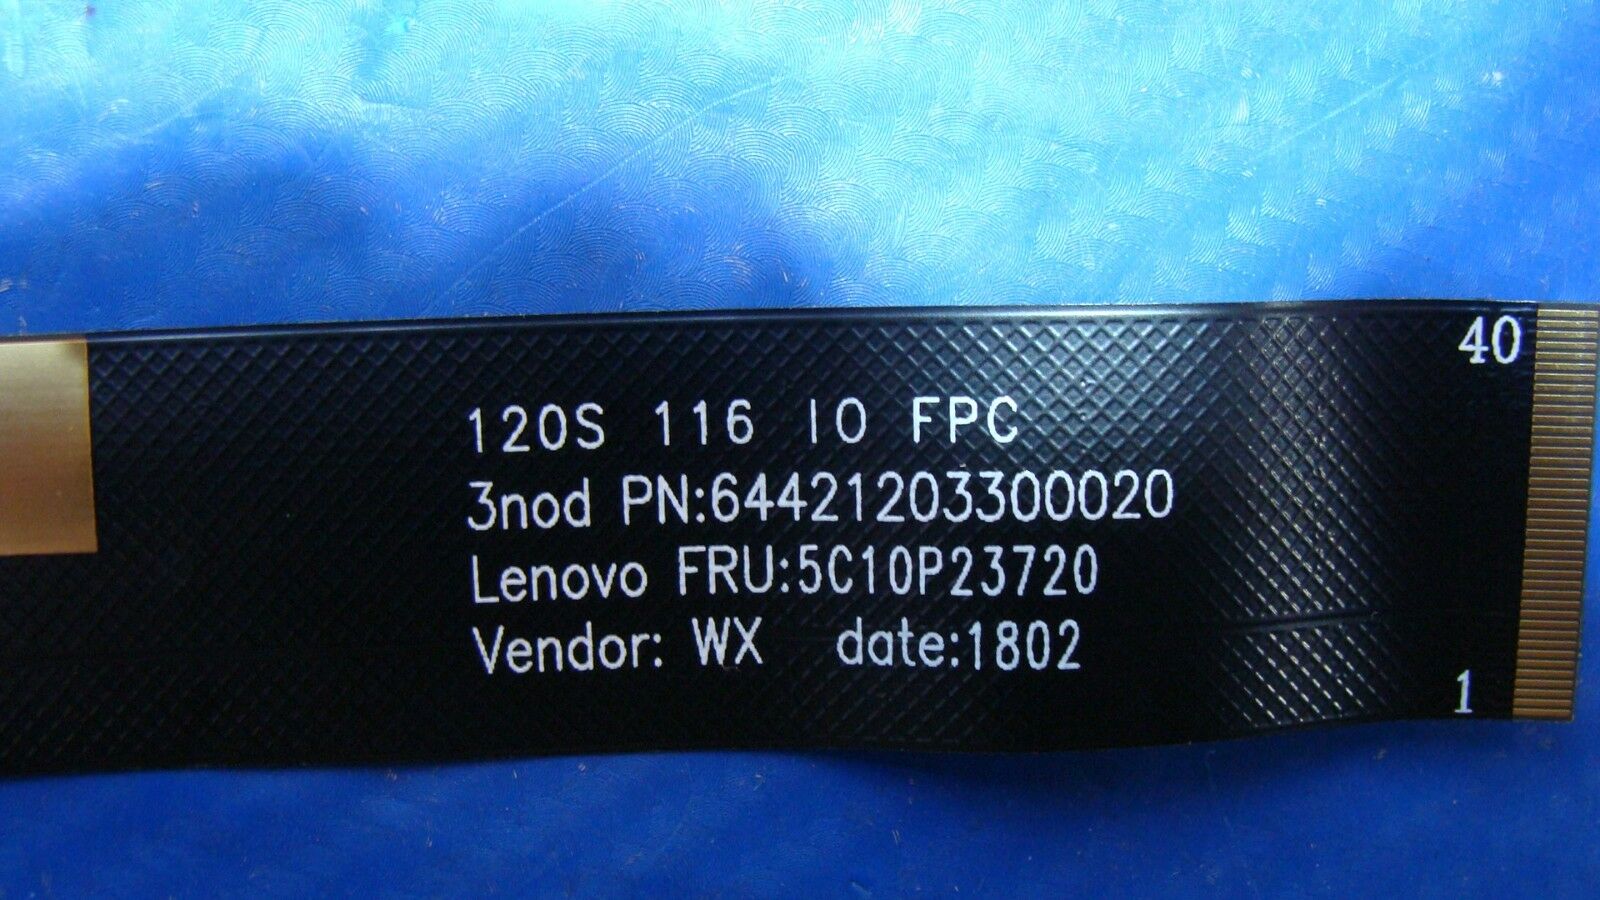 40
120S 116 IO FPC
3nod PN:64421203300020
Lenovo FRU:5C10P23720
Vendor: WX date:1802
1